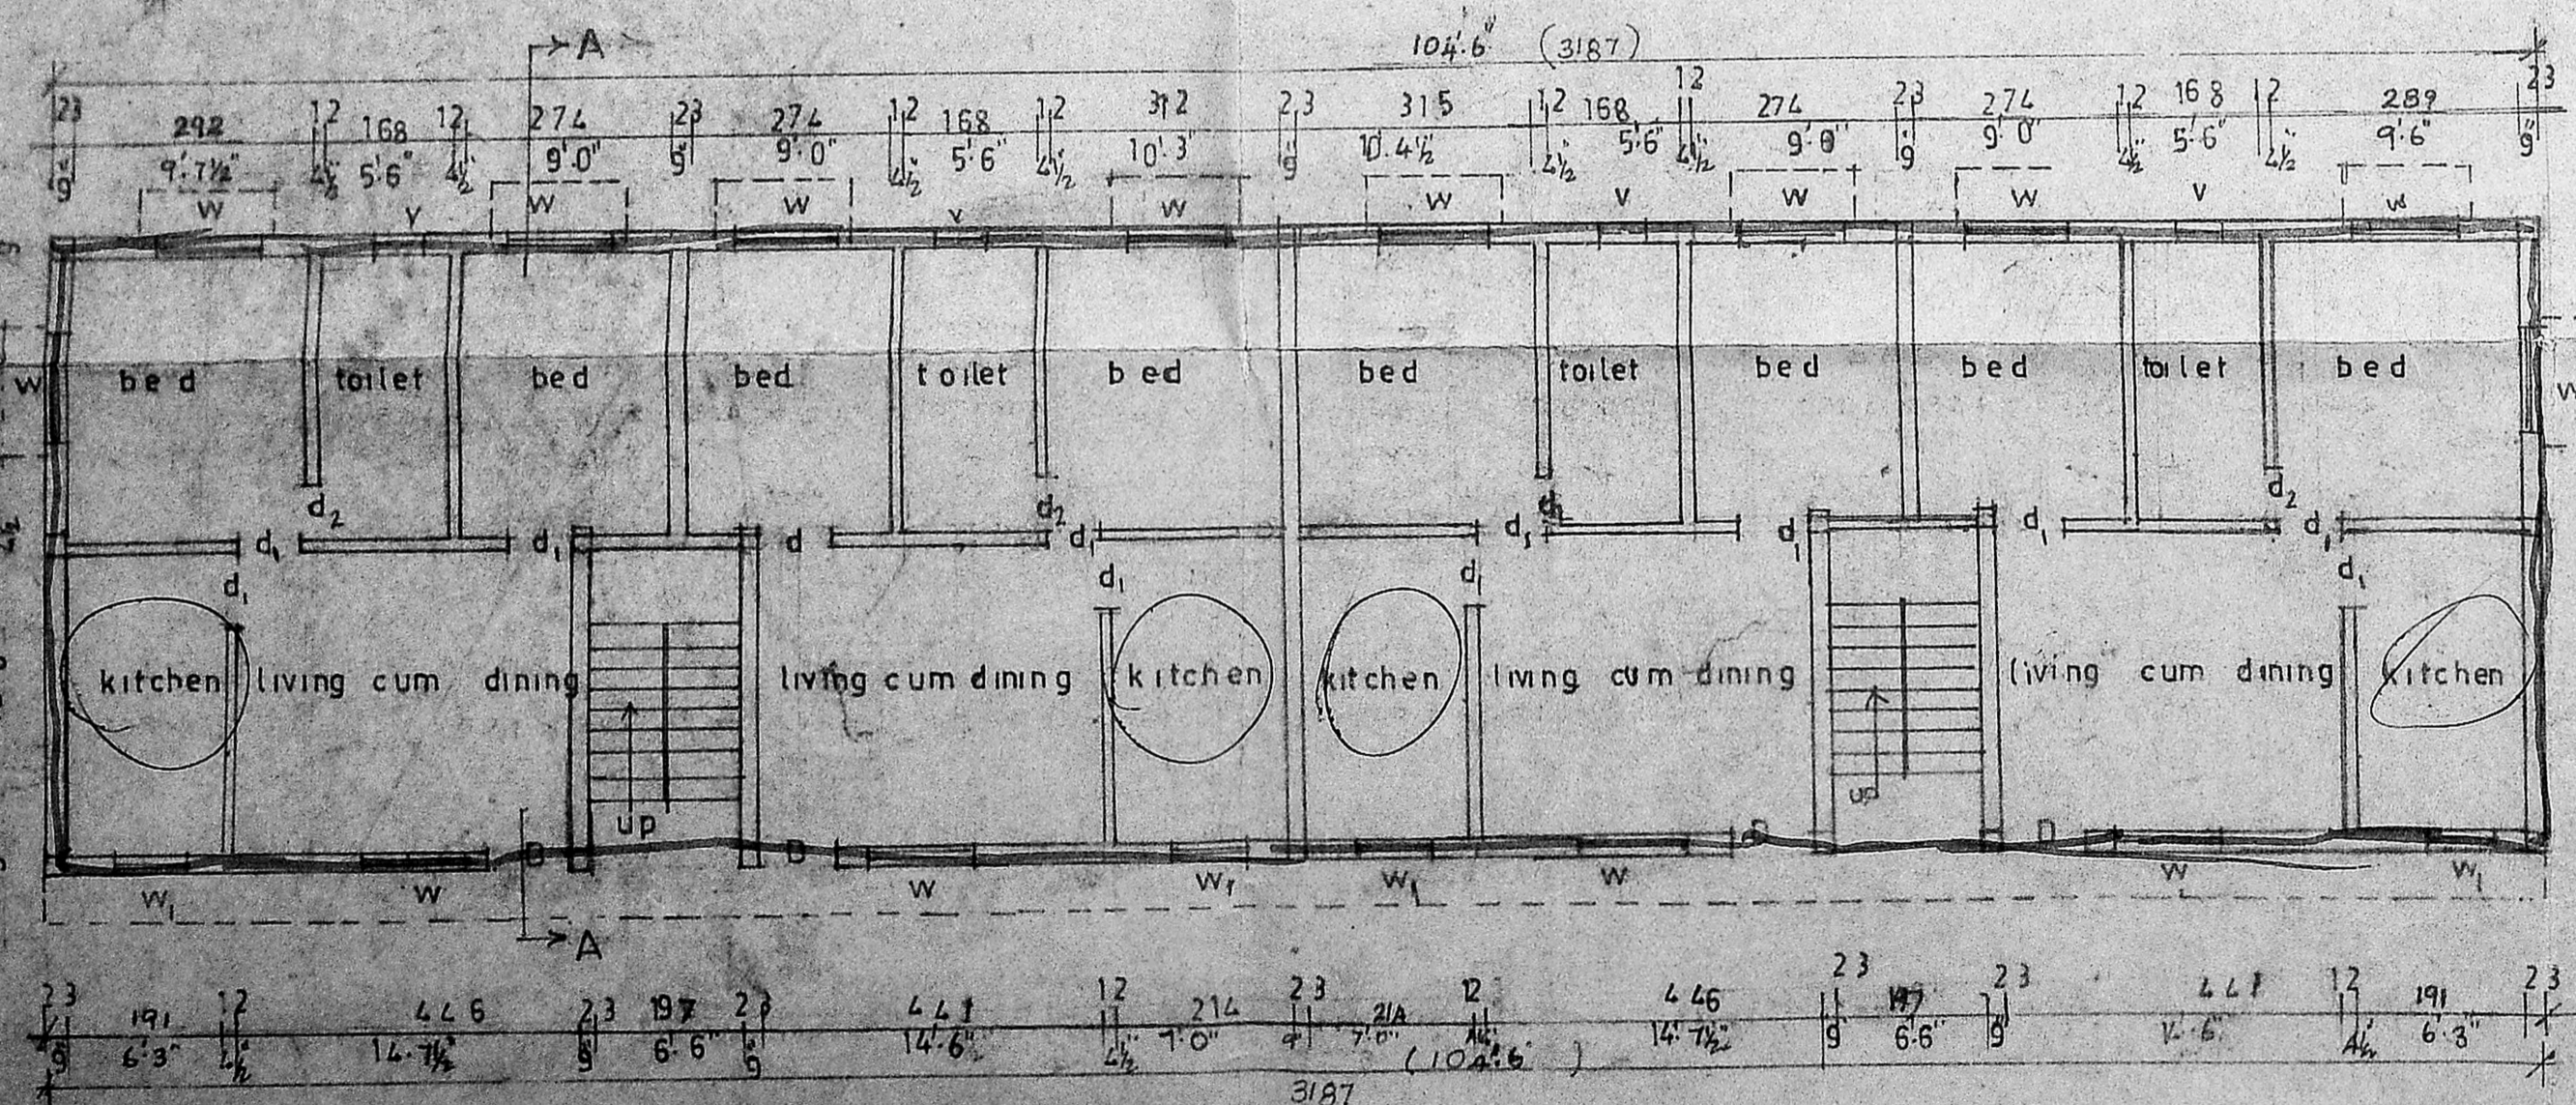 A
104'.6" (3187)
23 292 12 168 12 274 23 274 12 168 12 312 23 315 12 168 12 274 23 274 12 168 12 289 23
9" 9'.7½" 4½" 5'.6" 4½" 9'.0" 9" 9'.0" 4½" 5'.6" 4½" 10'.3" 9" 10'.4½" 4½" 5'.6" 4½" 9'.0" 9" 9'.0" 4½" 5'.6" 4½" 9'.6" 9"
w v w w v w w v w w v w
w bed toilet bed bed toilet bed bed toilet bed bed toilet bed w
d2 d2 d2
d1 d1 d d1 d1 d1 d1 d1
d1 d1 d1 d1
kitchen living cum dining living cum dining kitchen kitchen living cum dining living cum dining kitchen
up up
D D D D
w1 w w w1 w1 w w w1
A
23 191 12 446 23 197 23 441 12 214 23 214 12 446 23 197 23 441 12 191 23
9" 6'.3" 4½" 14'.7½" 9" 6'.6" 9" 14'.6" 4½" 7'.0" 9" 7'.0" 4½" 14'.7½" 9" 6'.6" 9" 14'.6" 4½" 6'.3" 9"
(104'.6")
3187